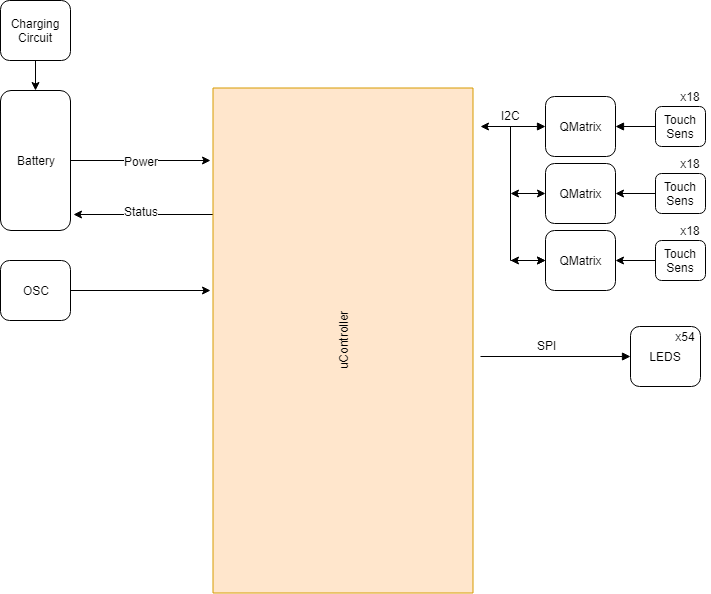 Charging
Circuit
Battery
Power
Status
OSC
uController
I2C
QMatrix
x18
Touch
Sens
QMatrix
x18
Touch
Sens
QMatrix
x18
Touch
Sens
SPI
x54
LEDS